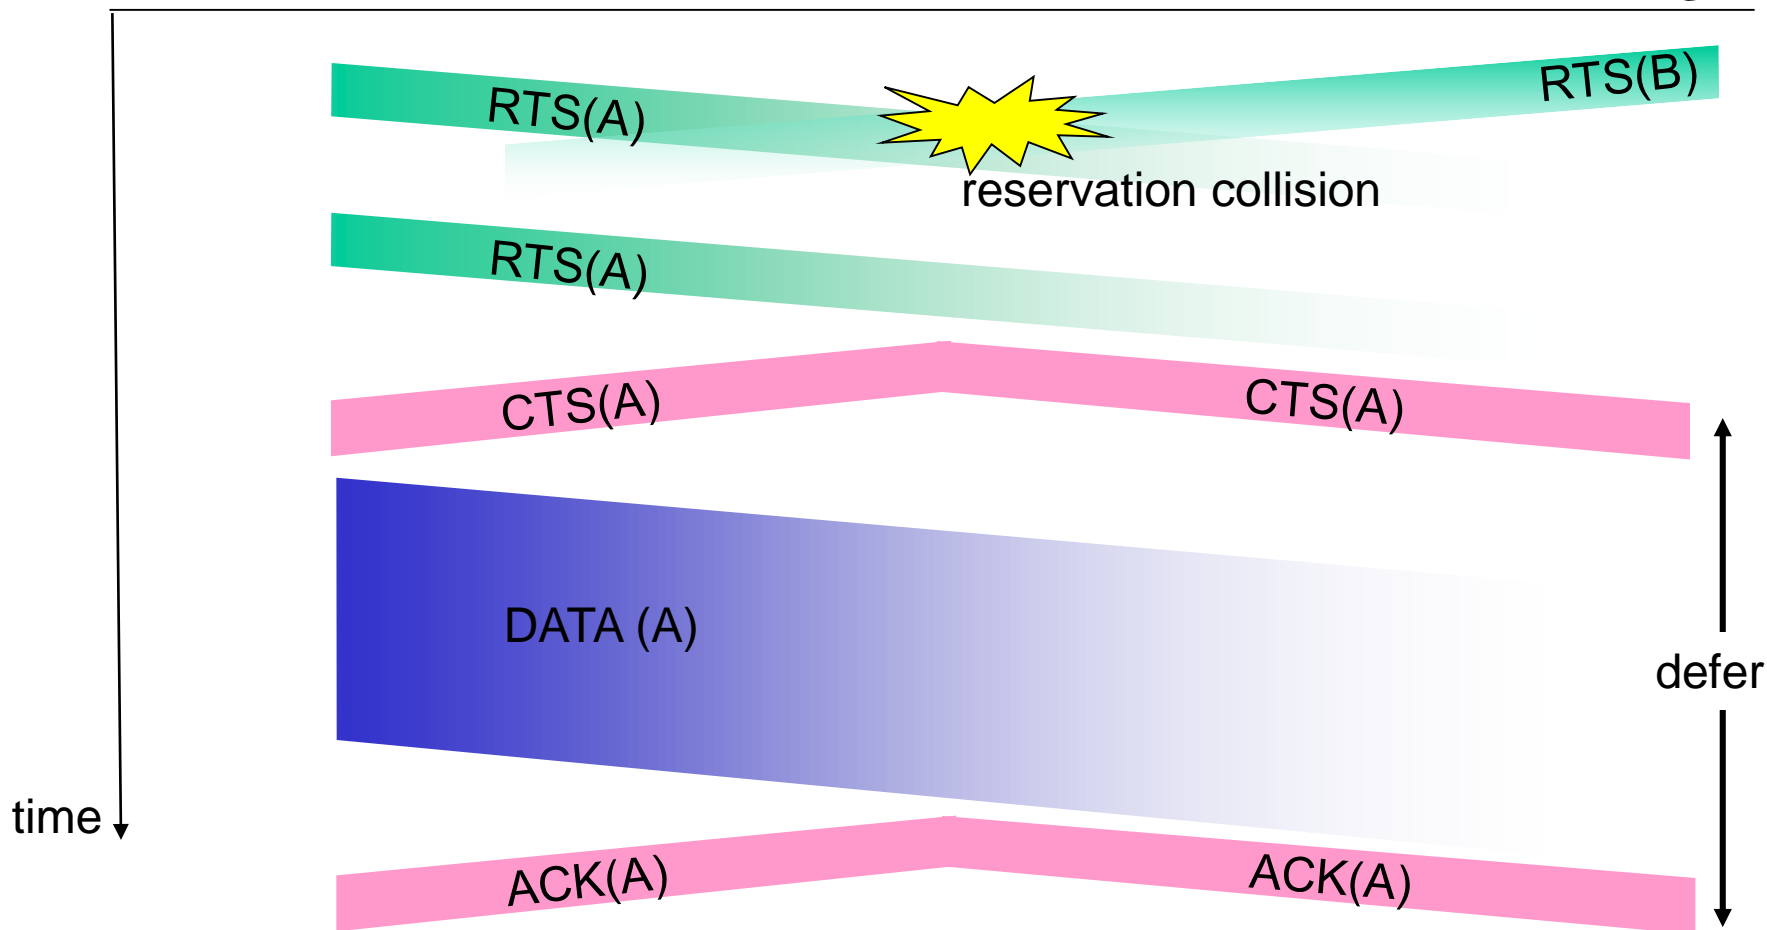 RTS(A)
RTS(B)
reservation collision
RTS(A)
CTS(A)
CTS(A)
DATA (A)
defer
time
ACK(A)
ACK(A)